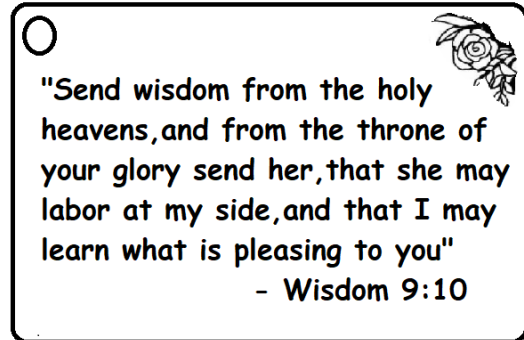 "Send wisdom from the holy
heavens,and from the throne of
your glory send her,that she may
labor at my side,and that I may
learn what is pleasing to you"
- Wisdom 9:10